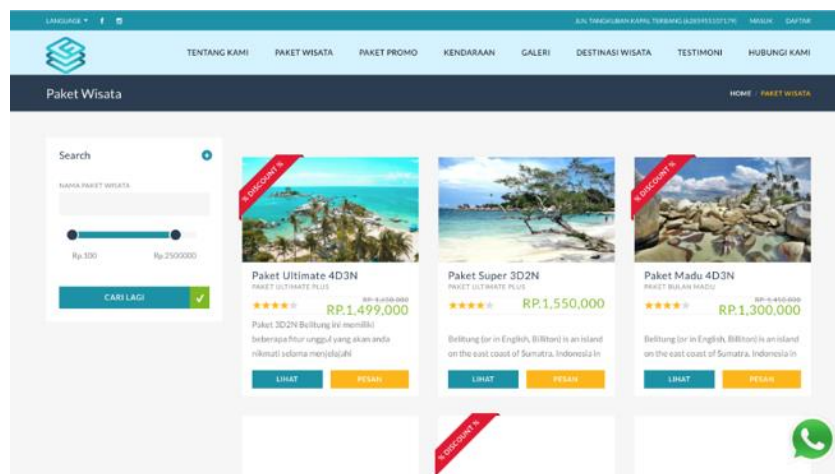 LANGUAGE
MASUK DAFTAR
TENTANG KAMI PAKET WISATA PAKET PROMO KENDARAAN GALERI DESTINASI WISATA TESTIMONI HUBUNGI KAMI
Paket Wisata
HOME / PAKET WISATA
Search
NAMA PAKET WISATA
Rp.100 Rp.2500000
CARI LAGI
% DISCOUNT %
Paket Ultimate 4D3N
PAKET ULTIMATE PLUS
RP.1,499,000
Paket 3D2N Belitung ini memiliki
beberapa fitur unggul yang akan anda
nikmati selama menjelajahi
LIHAT PESAN
Paket Super 3D2N
PAKET ULTIMATE PLUS
RP.1,550,000
Belitung (or in English, Billiton) is an island
on the east coast of Sumatra, Indonesia in
LIHAT PESAN
% DISCOUNT %
Paket Madu 4D3N
PAKET BULAN MADU
RP.1,300,000
Belitung (or in English, Billiton) is an island
on the east coast of Sumatra, Indonesia in
LIHAT PESAN
% DISCOUNT %